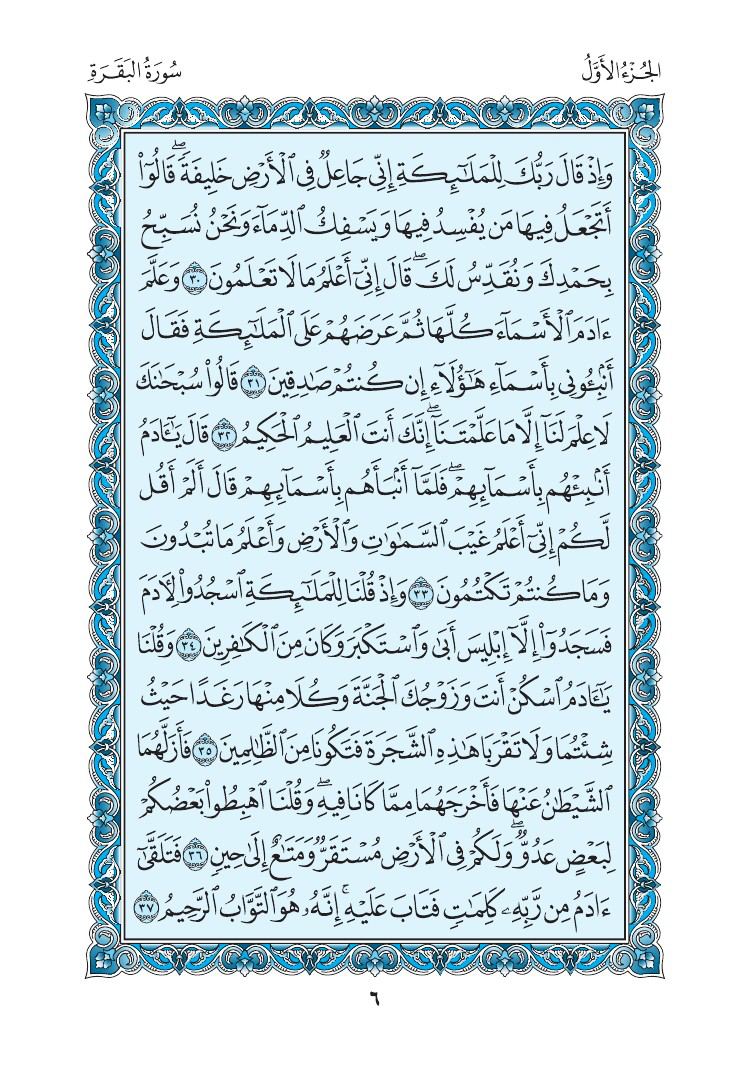 الجُزْءُ الأَوَّلُ
سُورَةُ البَقَرَةِ
وَإِذْ قَالَ رَبُّكَ لِلْمَلَٰٓئِكَةِ إِنِّي جَاعِلٌ فِي ٱلْأَرْضِ خَلِيفَةًۖ قَالُوٓا۟
أَتَجْعَلُ فِيهَا مَن يُفْسِدُ فِيهَا وَيَسْفِكُ ٱلدِّمَآءَ وَنَحْنُ نُسَبِّحُ
بِحَمْدِكَ وَنُقَدِّسُ لَكَۖ قَالَ إِنِّيٓ أَعْلَمُ مَا لَا تَعْلَمُونَ ٣٠ وَعَلَّمَ
ءَادَمَ ٱلْأَسْمَآءَ كُلَّهَا ثُمَّ عَرَضَهُمْ عَلَى ٱلْمَلَٰٓئِكَةِ فَقَالَ
أَنۢبِـُٔونِي بِأَسْمَآءِ هَٰٓؤُلَآءِ إِن كُنتُمْ صَٰدِقِينَ ٣١ قَالُوا۟ سُبْحَٰنَكَ
لَا عِلْمَ لَنَآ إِلَّا مَا عَلَّمْتَنَآۖ إِنَّكَ أَنتَ ٱلْعَلِيمُ ٱلْحَكِيمُ ٣٢ قَالَ يَٰٓـَٔادَمُ
أَنۢبِئْهُم بِأَسْمَآئِهِمْۖ فَلَمَّآ أَنۢبَأَهُم بِأَسْمَآئِهِمْ قَالَ أَلَمْ أَقُل
لَّكُمْ إِنِّيٓ أَعْلَمُ غَيْبَ ٱلسَّمَٰوَٰتِ وَٱلْأَرْضِ وَأَعْلَمُ مَا تُبْدُونَ
وَمَا كُنتُمْ تَكْتُمُونَ ٣٣ وَإِذْ قُلْنَا لِلْمَلَٰٓئِكَةِ ٱسْجُدُوا۟ لِـَٔادَمَ
فَسَجَدُوٓا۟ إِلَّآ إِبْلِيسَ أَبَىٰ وَٱسْتَكْبَرَ وَكَانَ مِنَ ٱلْكَٰفِرِينَ ٣٤ وَقُلْنَا
يَٰٓـَٔادَمُ ٱسْكُنْ أَنتَ وَزَوْجُكَ ٱلْجَنَّةَ وَكُلَا مِنْهَا رَغَدًا حَيْثُ
شِئْتُمَا وَلَا تَقْرَبَا هَٰذِهِ ٱلشَّجَرَةَ فَتَكُونَا مِنَ ٱلظَّٰلِمِينَ ٣٥ فَأَزَلَّهُمَا
ٱلشَّيْطَٰنُ عَنْهَا فَأَخْرَجَهُمَا مِمَّا كَانَا فِيهِۖ وَقُلْنَا ٱهْبِطُوا۟ بَعْضُكُمْ
لِبَعْضٍ عَدُوٌّۖ وَلَكُمْ فِي ٱلْأَرْضِ مُسْتَقَرٌّ وَمَتَٰعٌ إِلَىٰ حِينٍ ٣٦ فَتَلَقَّىٰٓ
ءَادَمُ مِن رَّبِّهِۦ كَلِمَٰتٍ فَتَابَ عَلَيْهِۚ إِنَّهُۥ هُوَ ٱلتَّوَّابُ ٱلرَّحِيمُ ٣٧
٦